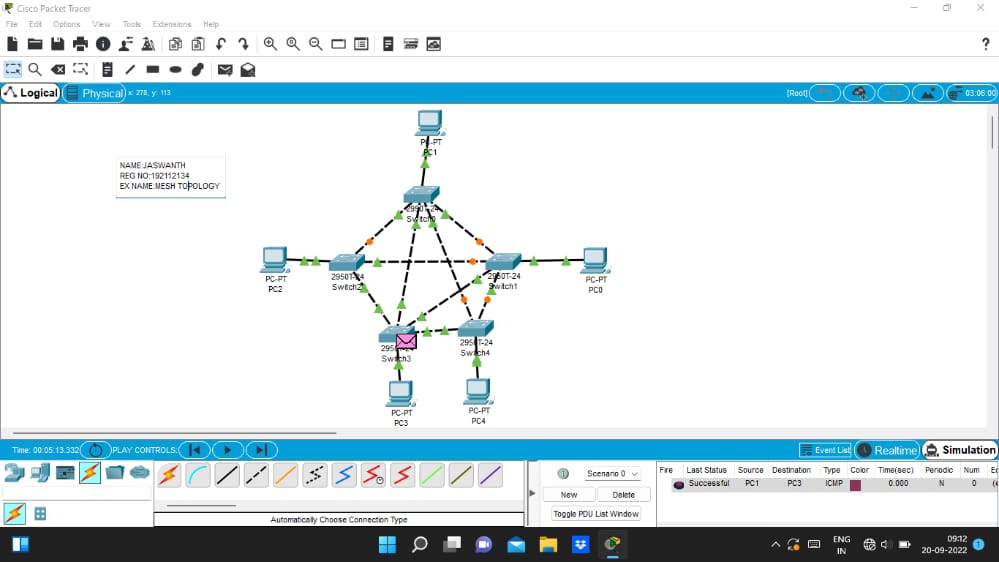 Cisco Packet Tracer
File Edit Options View Tools Extensions Help
?
Logical Physical x: 278, y: 113 [Root] 03:06:00
PC-PT
PC1
NAME:JASWANTH
REG NO:192112134
EX NAME:MESH TOPOLOGY
2950T-24
Switch0
PC-PT
PC2
2950T-24
Switch2
2950T-24
Switch1
PC-PT
PC0
2950T-24
Switch3
2950T-24
Switch4
PC-PT
PC3
PC-PT
PC4
Time: 00:05:13.332 PLAY CONTROLS: Event List Realtime Simulation
Scenario 0
New Delete
Toggle PDU List Window
Fire Last Status Source Destination Type Color Time(sec) Periodic Num
Successful PC1 PC3 ICMP 0.000 N 0
Automatically Choose Connection Type
ENG
IN
09:12
20-09-2022
1